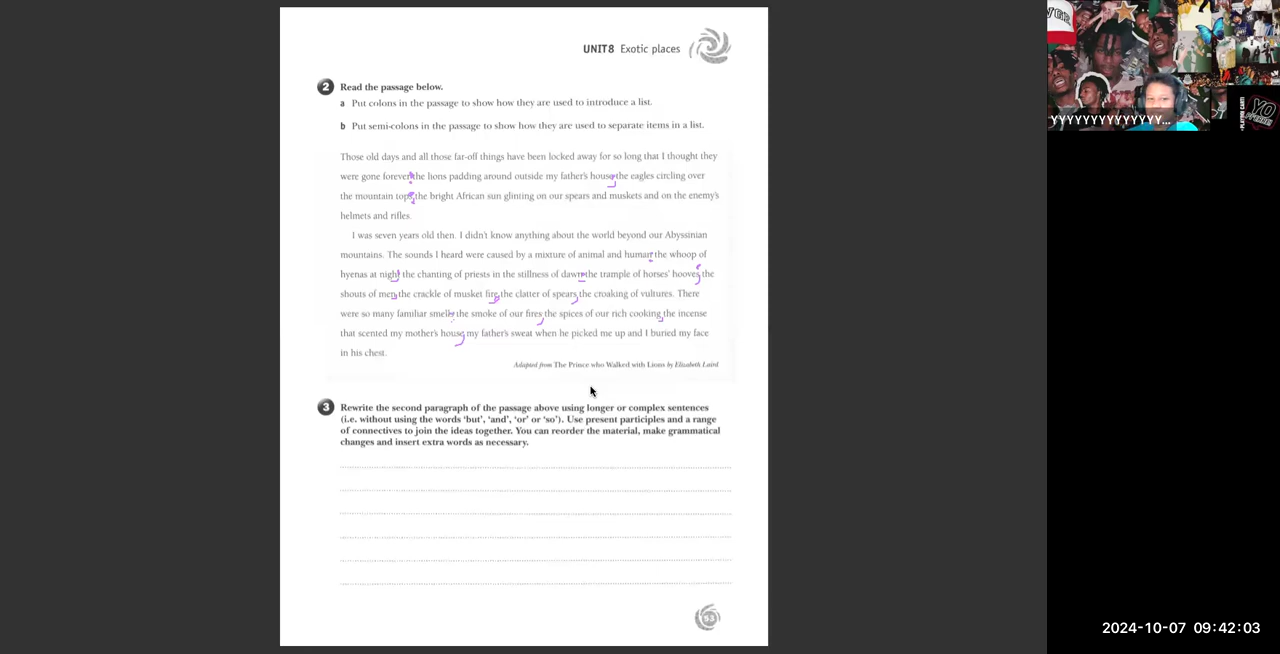 UNIT 8 Exotic places
2 Read the passage below.
a Put colons in the passage to show how they are used to introduce a list.
b Put semi-colons in the passage to show how they are used to separate items in a list.
Those old days and all those far-off things have been locked away for so long that I thought they
were gone forever: the lions padding around outside my father's house; the eagles circling over
the mountain tops; the bright African sun glinting on our spears and muskets and on the enemy's
helmets and rifles.
I was seven years old then. I didn't know anything about the world beyond our Abyssinian
mountains. The sounds I heard were caused by a mixture of animal and human: the whoop of
hyenas at night; the chanting of priests in the stillness of dawn; the trample of horses' hooves; the
shouts of men; the crackle of musket fire; the clatter of spears; the croaking of vultures. There
were so many familiar smells: the smoke of our fires; the spices of our rich cooking; the incense
that scented my mother's house; my father's sweat when he picked me up and I buried my face
in his chest.
Adapted from The Prince who Walked with Lions by Elizabeth Laird
3 Rewrite the second paragraph of the passage above using longer or complex sentences
(i.e. without using the words 'but', 'and', 'or' or 'so'). Use present participles and a range
of connectives to join the ideas together. You can reorder the material, make grammatical
changes and insert extra words as necessary.
53
YYYYYYYYYYYYYYY...
YO
PIERRE!
2024-10-07 09:42:03